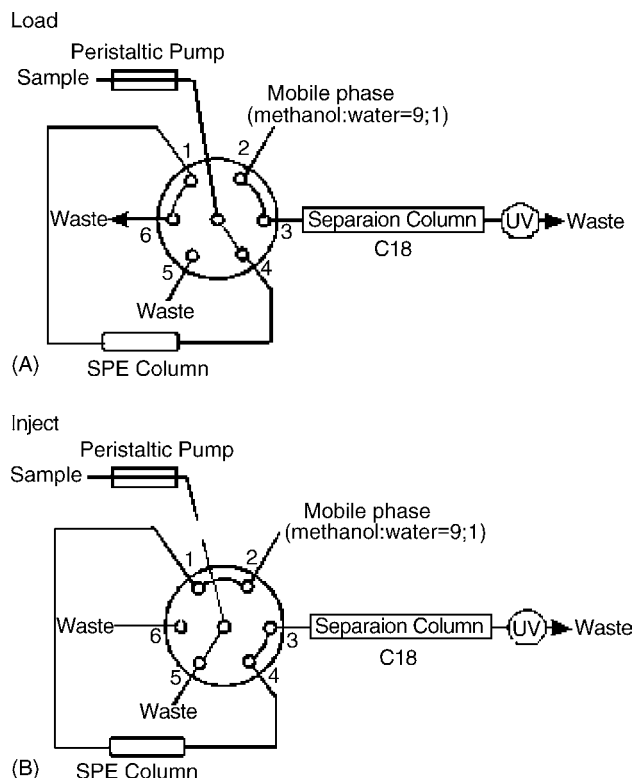 Load
Peristaltic Pump
Sample
Mobile phase
(methanol:water=9;1)
1
2
Waste
6
3
Separaion Column
UV
Waste
C18
5
4
Waste
(A)
SPE Column
Inject
Peristaltic Pump
Sample
Mobile phase
(methanol:water=9;1)
1
2
Waste
6
3
Separaion Column
UV
Waste
C18
5
4
Waste
(B)
SPE Column